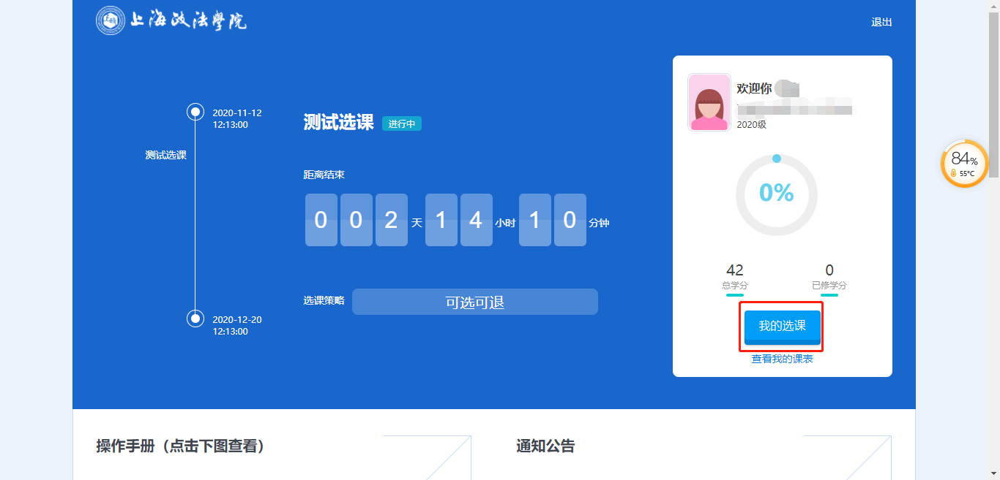 上海政法學院
退出
欢迎你
2020级
2020-11-12
12:13:00
测试选课
测试选课 进行中
距离结束
0 0 2 天 1 4 小时 1 0 分钟
选课策略 可选可退
2020-12-20
12:13:00
0%
42 0
总学分 已修学分
我的选课
查看我的课表
84%
55°C
操作手册（点击下图查看） 通知公告